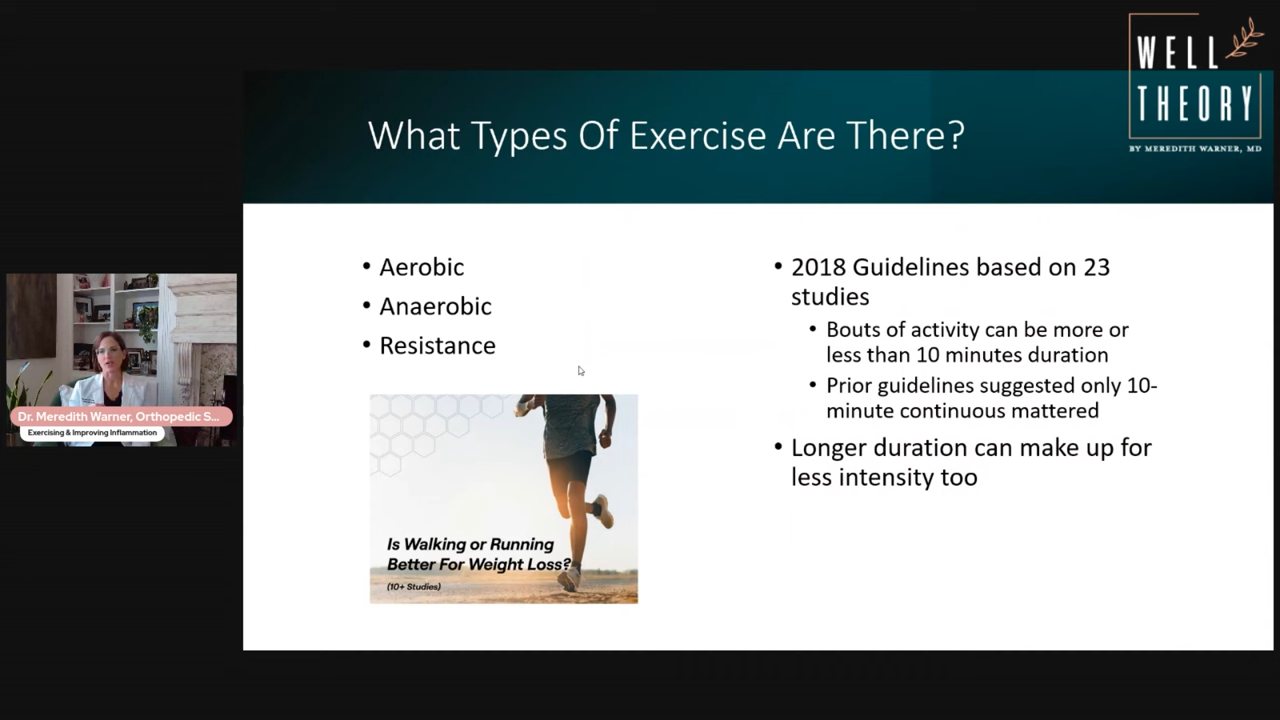 WELL
THEORY
BY MEREDITH WARNER, MD
What Types Of Exercise Are There?
• Aerobic
• Anaerobic
• Resistance
Is Walking or Running
Better For Weight Loss?
(10+ Studies)
• 2018 Guidelines based on 23
studies
• Bouts of activity can be more or
less than 10 minutes duration
• Prior guidelines suggested only 10-
minute continuous mattered
• Longer duration can make up for
less intensity too
Dr. Meredith Warner, Orthopedic S...
Exercising & Improving Inflammation